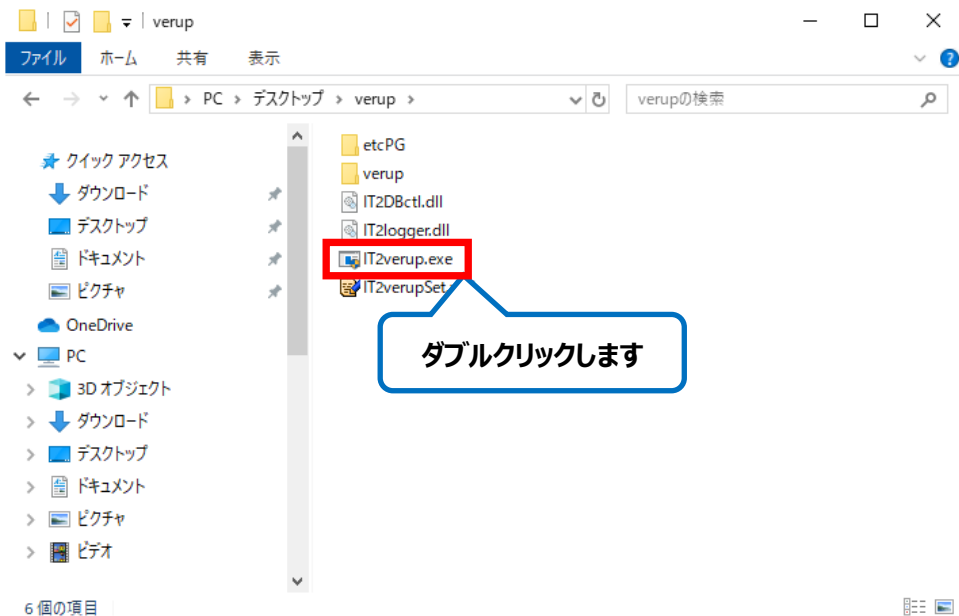 verup
ファイル ホーム 共有 表示
PC デスクトップ verup verupの検索
クイック アクセス
ダウンロード
デスクトップ
ドキュメント
ピクチャ
OneDrive
PC
3D オブジェクト
ダウンロード
デスクトップ
ドキュメント
ピクチャ
ビデオ
etcPG
verup
IT2DBctl.dll
IT2logger.dll
IT2verup.exe
IT2verupSet
ダブルクリックします
6 個の項目